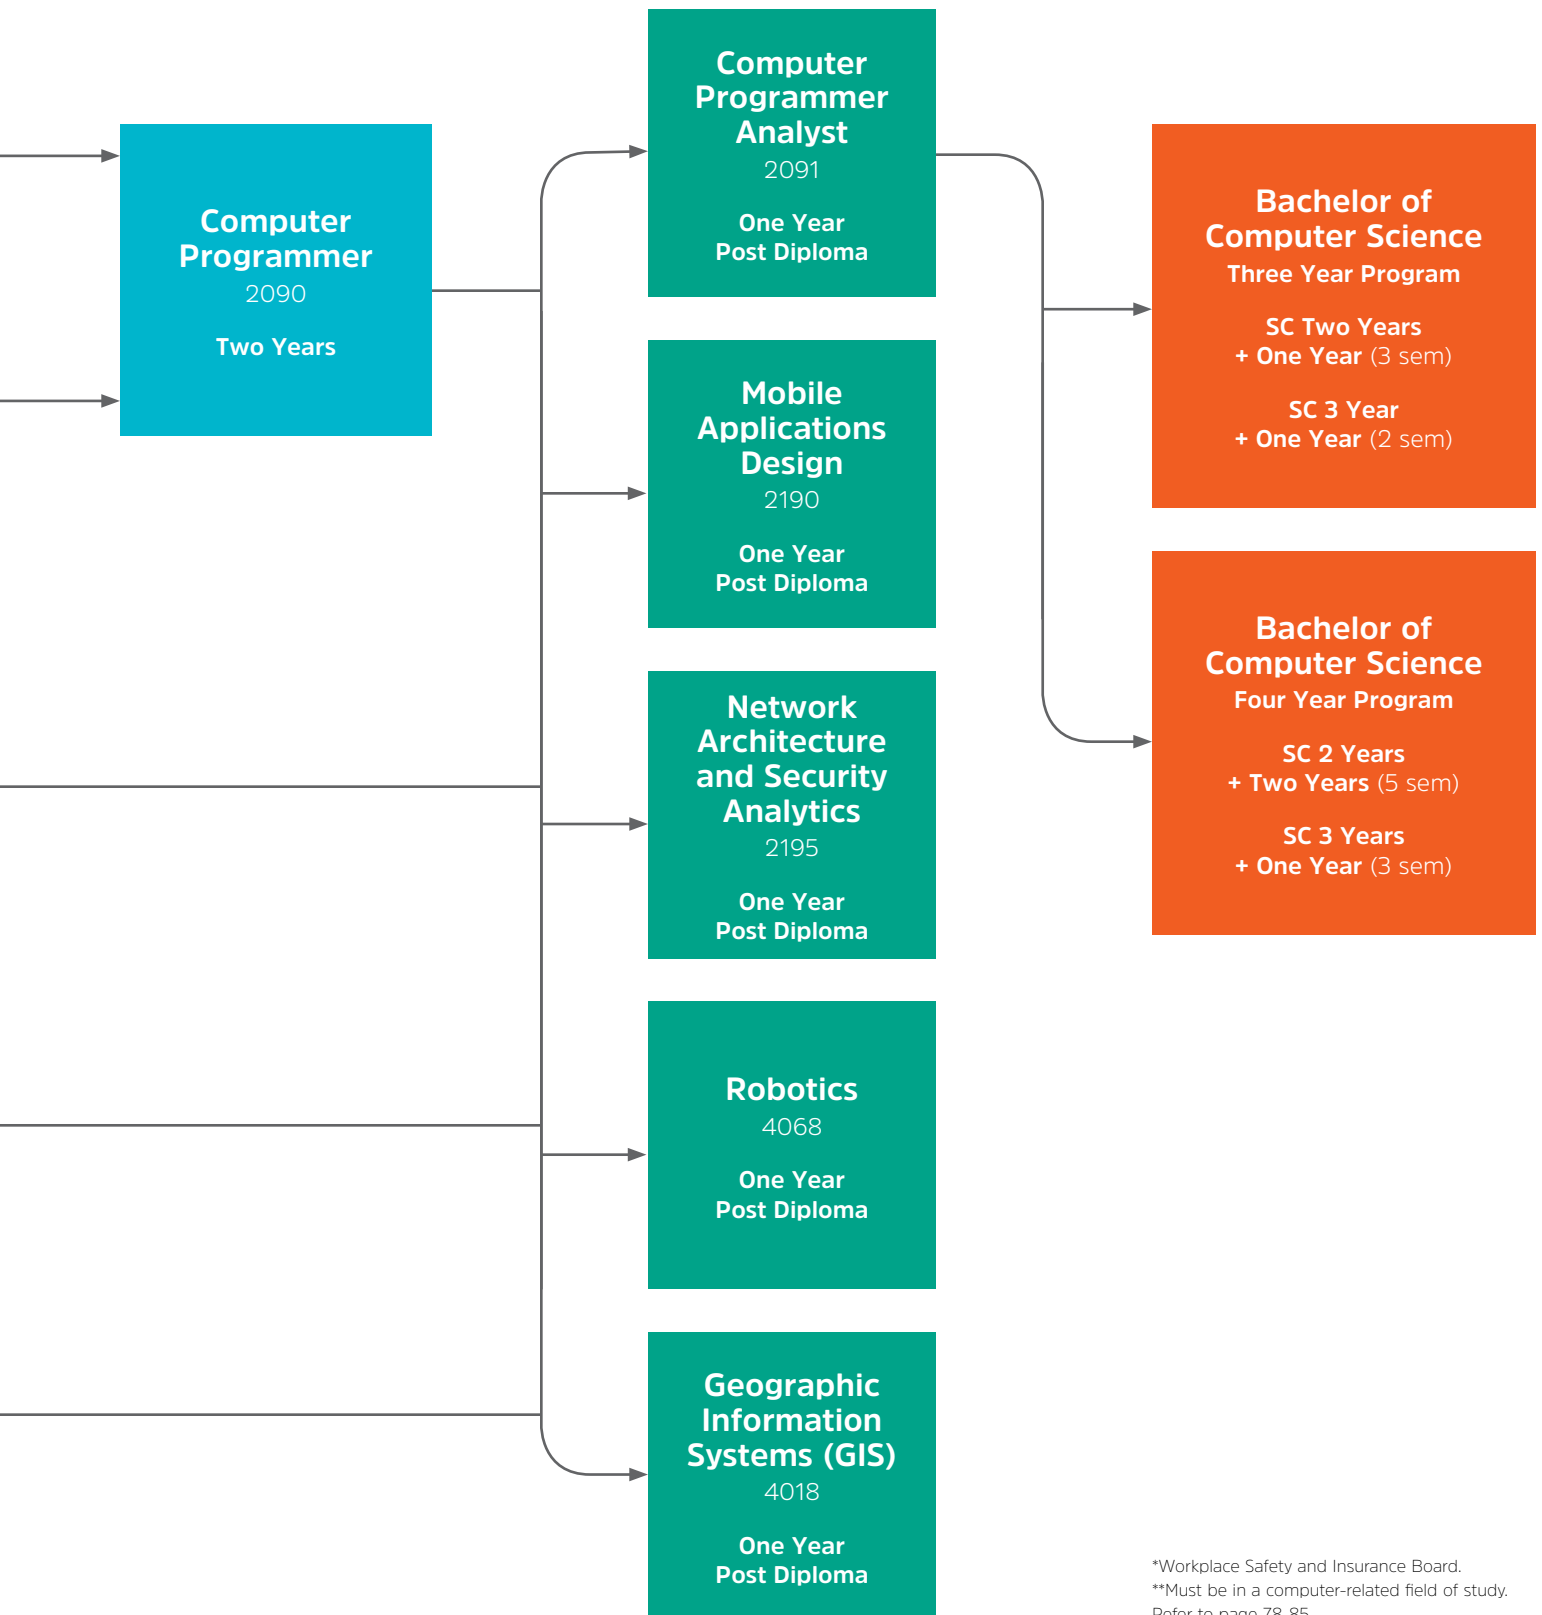 Computer
Programmer
2090
Two Years
Computer
Programmer
Analyst
2091
One Year
Post Diploma
Mobile
Applications
Design
2190
One Year
Post Diploma
Network
Architecture
and Security
Analytics
2195
One Year
Post Diploma
Robotics
4068
One Year
Post Diploma
Geographic
Information
Systems (GIS)
4018
One Year
Post Diploma
Bachelor of
Computer Science
Three Year Program
SC Two Years
+ One Year (3 sem)
SC 3 Year
+ One Year (2 sem)
Bachelor of
Computer Science
Four Year Program
SC 2 Years
+ Two Years (5 sem)
SC 3 Years
+ One Year (3 sem)
*Workplace Safety and Insurance Board.
**Must be in a computer-related field of study.
Refer to page 78-85